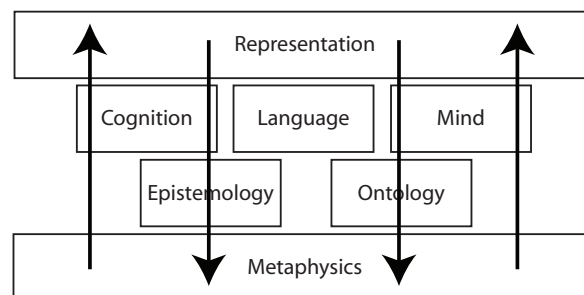 Representation
Cognition Language Mind
Epistemology Ontology
Metaphysics